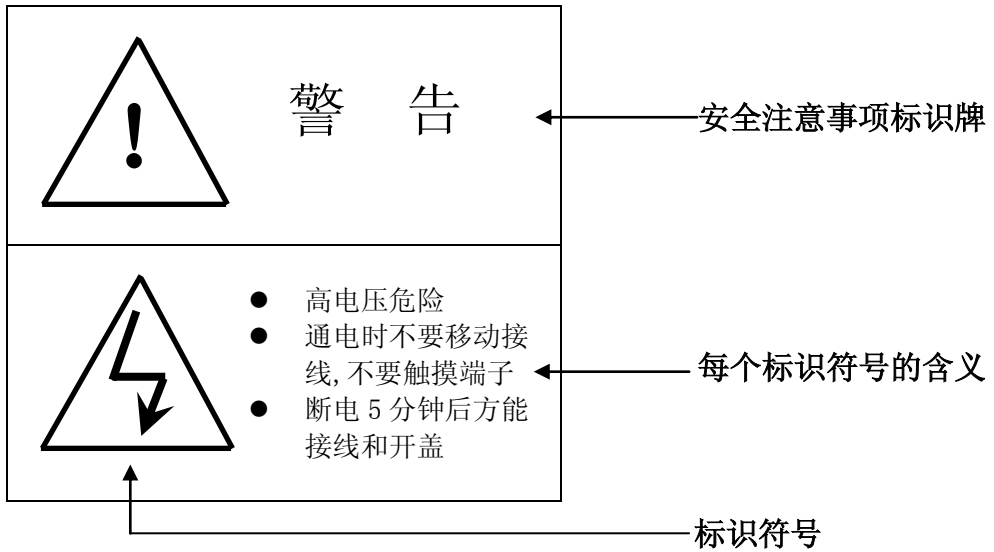 警 告
安全注意事项标识牌
● 高电压危险
● 通电时不要移动接
线,不要触摸端子
● 断电5分钟后方能
接线和开盖
每个标识符号的含义
标识符号